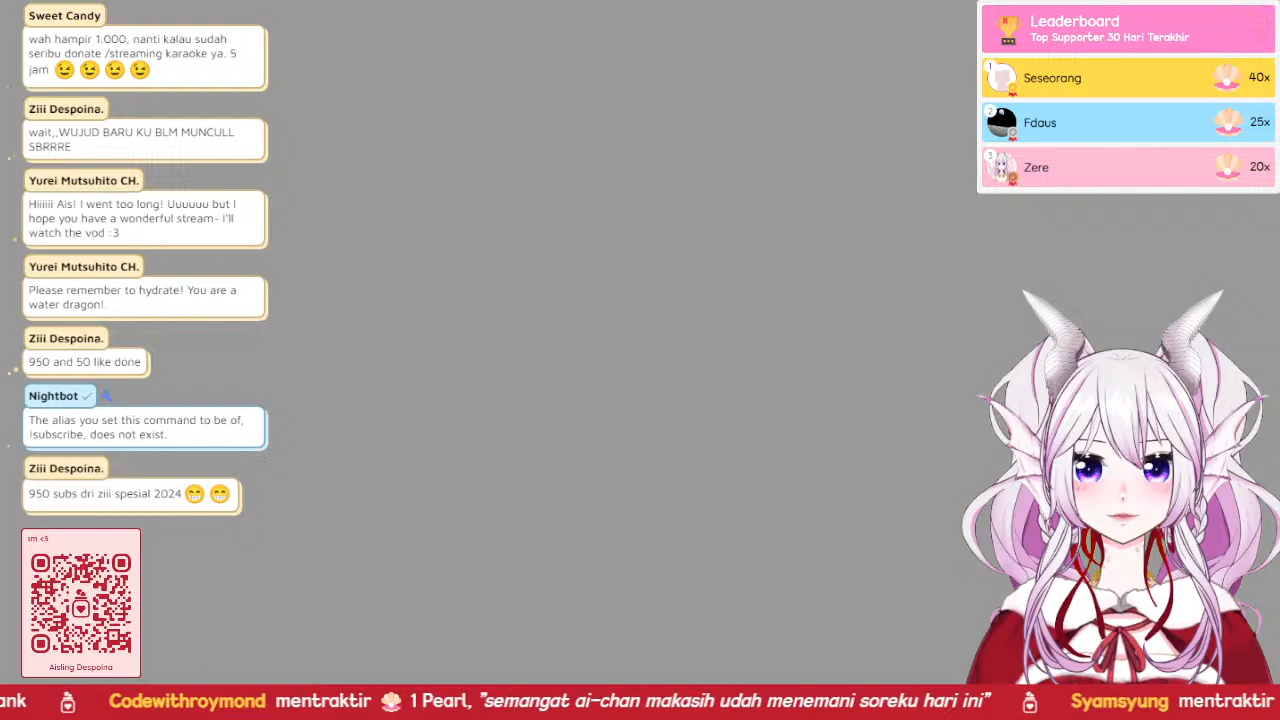 Sweet Candy
wah hampir 1.000, nanti kalau sudah
seribu donate /streaming karaoke ya. 5
jam 😉 😉 😉 😉
Ziii Despoina.
wait,,WUJUD BARU KU BLM MUNCULL
SBRRRE
Yurei Mutsuhito CH.
Hiiiiii Ais! I went too long! Uuuuuu but I
hope you have a wonderful stream~ I'll
watch the vod :3
Yurei Mutsuhito CH.
Please remember to hydrate! You are a
water dragon!
Ziii Despoina.
950 and 50 like done
Nightbot
The alias you set this command to be of,
!subscribe, does not exist.
Ziii Despoina.
950 subs dri ziii spesial 2024 😁 😁
am <3
Aisling Despoina
Leaderboard
Top Supporter 30 Hari Terakhir
1 Seseorang 40x
2 Fdaus 25x
3 Zere 20x
ank Codewithroymond mentraktir 1 Pearl, "semangat ai-chan makasih udah menemani soreku hari ini" Syamsyung mentraktir